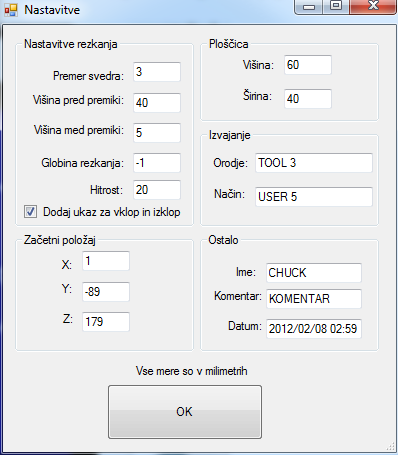 Nastavitve
Nastavitve rezkanja
Premer svedra: 3
Višina pred premiki: 40
Višina med premiki: 5
Globina rezkanja: -1
Hitrost: 20
Dodaj ukaz za vklop in izklop
Ploščica
Višina: 60
Širina: 40
Izvajanje
Orodje: TOOL 3
Način: USER 5
Začetni položaj
X: 1
Y: -89
Z: 179
Ostalo
Ime: CHUCK
Komentar: KOMENTAR
Datum: 2012/02/08 02:59
Vse mere so v milimetrih
OK